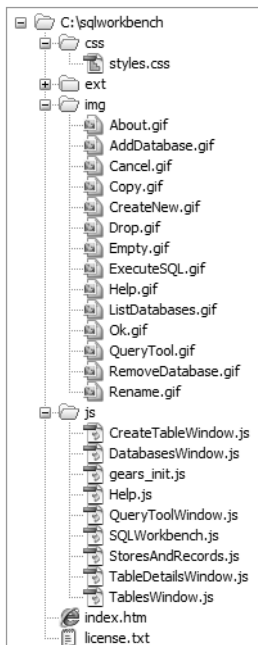 C:\sqlworkbench
css
styles.css
ext
img
About.gif
AddDatabase.gif
Cancel.gif
Copy.gif
CreateNew.gif
Drop.gif
Empty.gif
ExecuteSQL.gif
Help.gif
ListDatabases.gif
Ok.gif
QueryTool.gif
RemoveDatabase.gif
Rename.gif
js
CreateTableWindow.js
DatabasesWindow.js
gears_init.js
Help.js
QueryToolWindow.js
SQLWorkbench.js
StoresAndRecords.js
TableDetailsWindow.js
TablesWindow.js
index.htm
license.txt